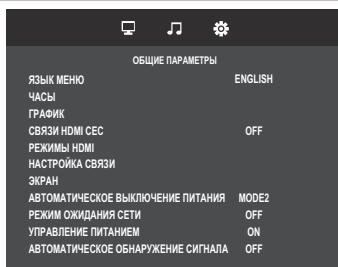 ОБЩИЕ ПАРАМЕТРЫ
ЯЗЫК МЕНЮ ENGLISH
ЧАСЫ
ГРАФИК
СВЯЗИ HDMI CEC OFF
РЕЖИМЫ HDMI
НАСТРОЙКА СВЯЗИ
ЭКРАН
АВТОМАТИЧЕСКОЕ ВЫКЛЮЧЕНИЕ ПИТАНИЯ MODE2
РЕЖИМ ОЖИДАНИЯ СЕТИ OFF
УПРАВЛЕНИЕ ПИТАНИЕМ ON
АВТОМАТИЧЕСКОЕ ОБНАРУЖЕНИЕ СИГНАЛА OFF